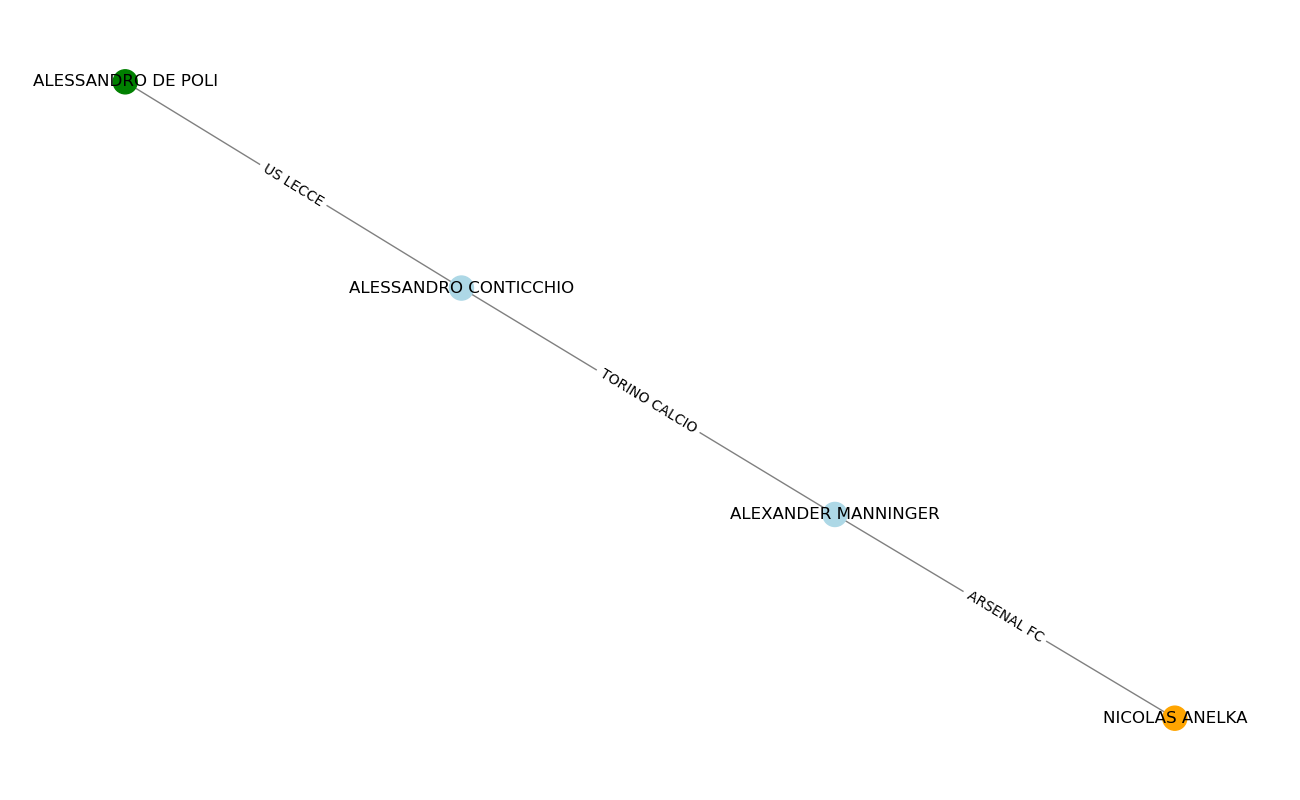 ALESSANDRO DE POLI
US LECCE
ALESSANDRO CONTICCHIO
TORINO CALCIO
ALEXANDER MANNINGER
ARSENAL FC
NICOLAS ANELKA